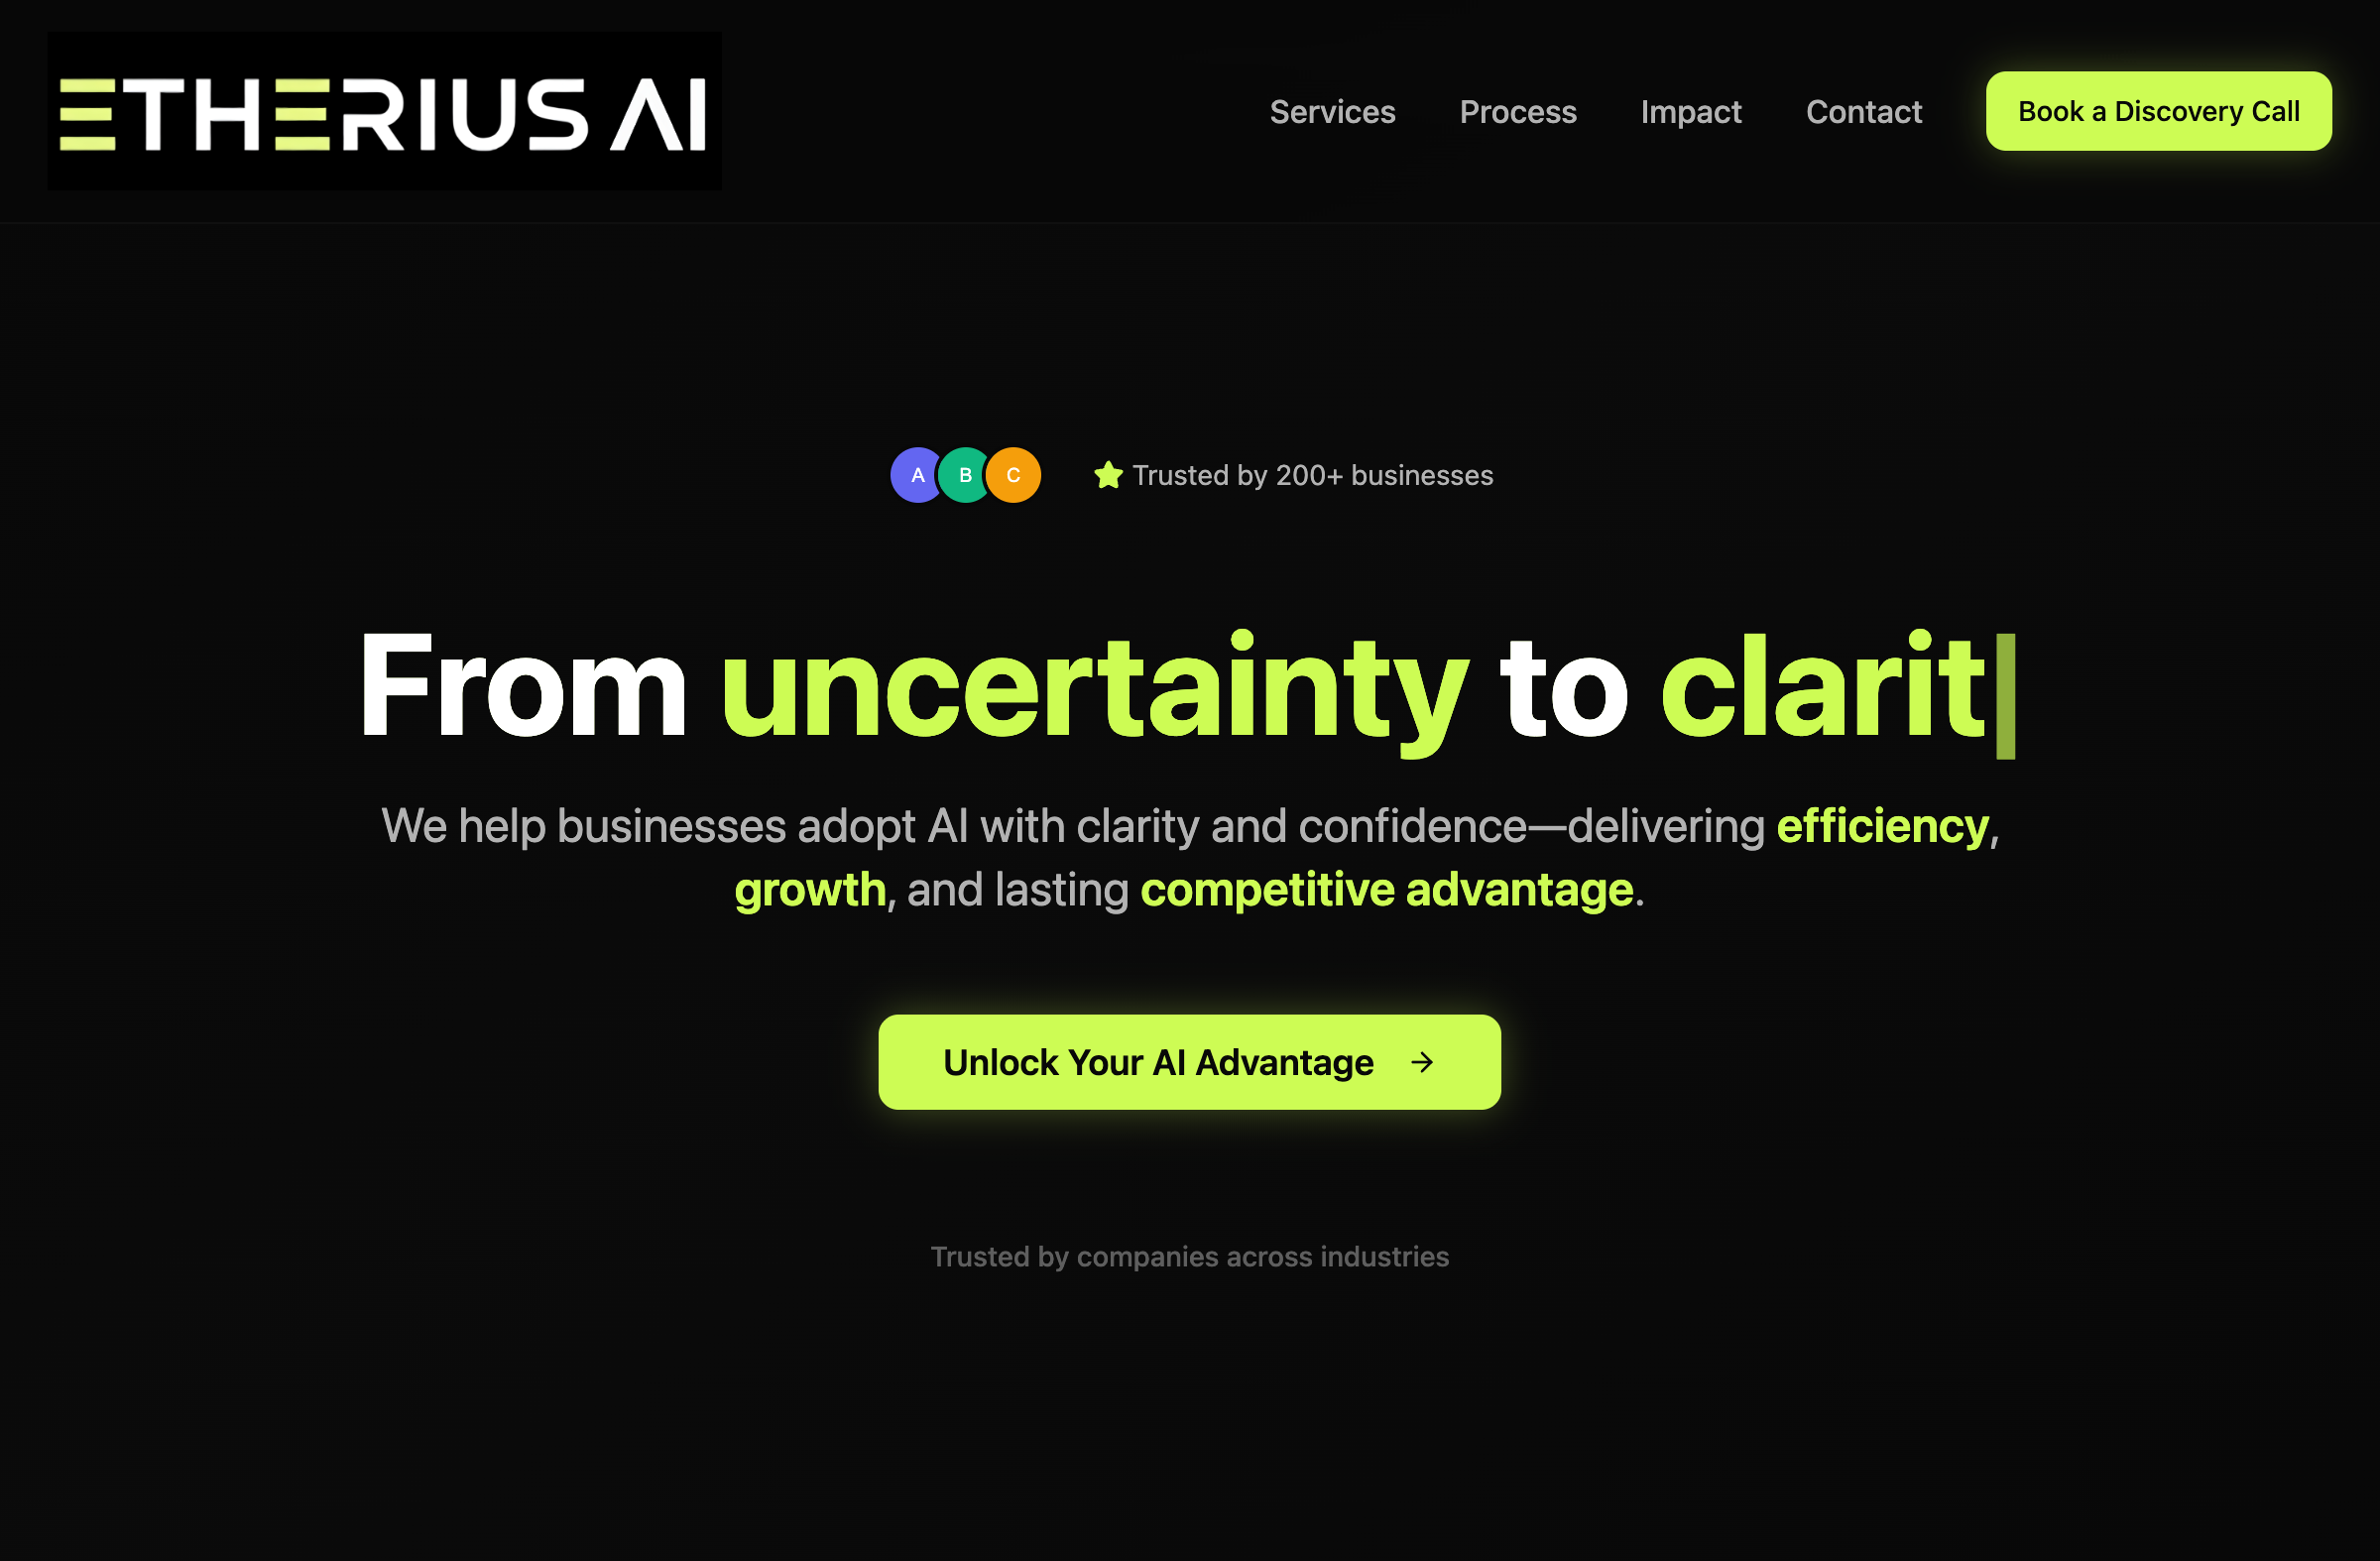 ETHERIUS AI
Services
Process
Impact
Contact
Book a Discovery Call
A
B
C
Trusted by 200+ businesses
From uncertainty to clarit
We help businesses adopt AI with clarity and confidence—delivering efficiency,
growth, and lasting competitive advantage.
Unlock Your AI Advantage →
Trusted by companies across industries